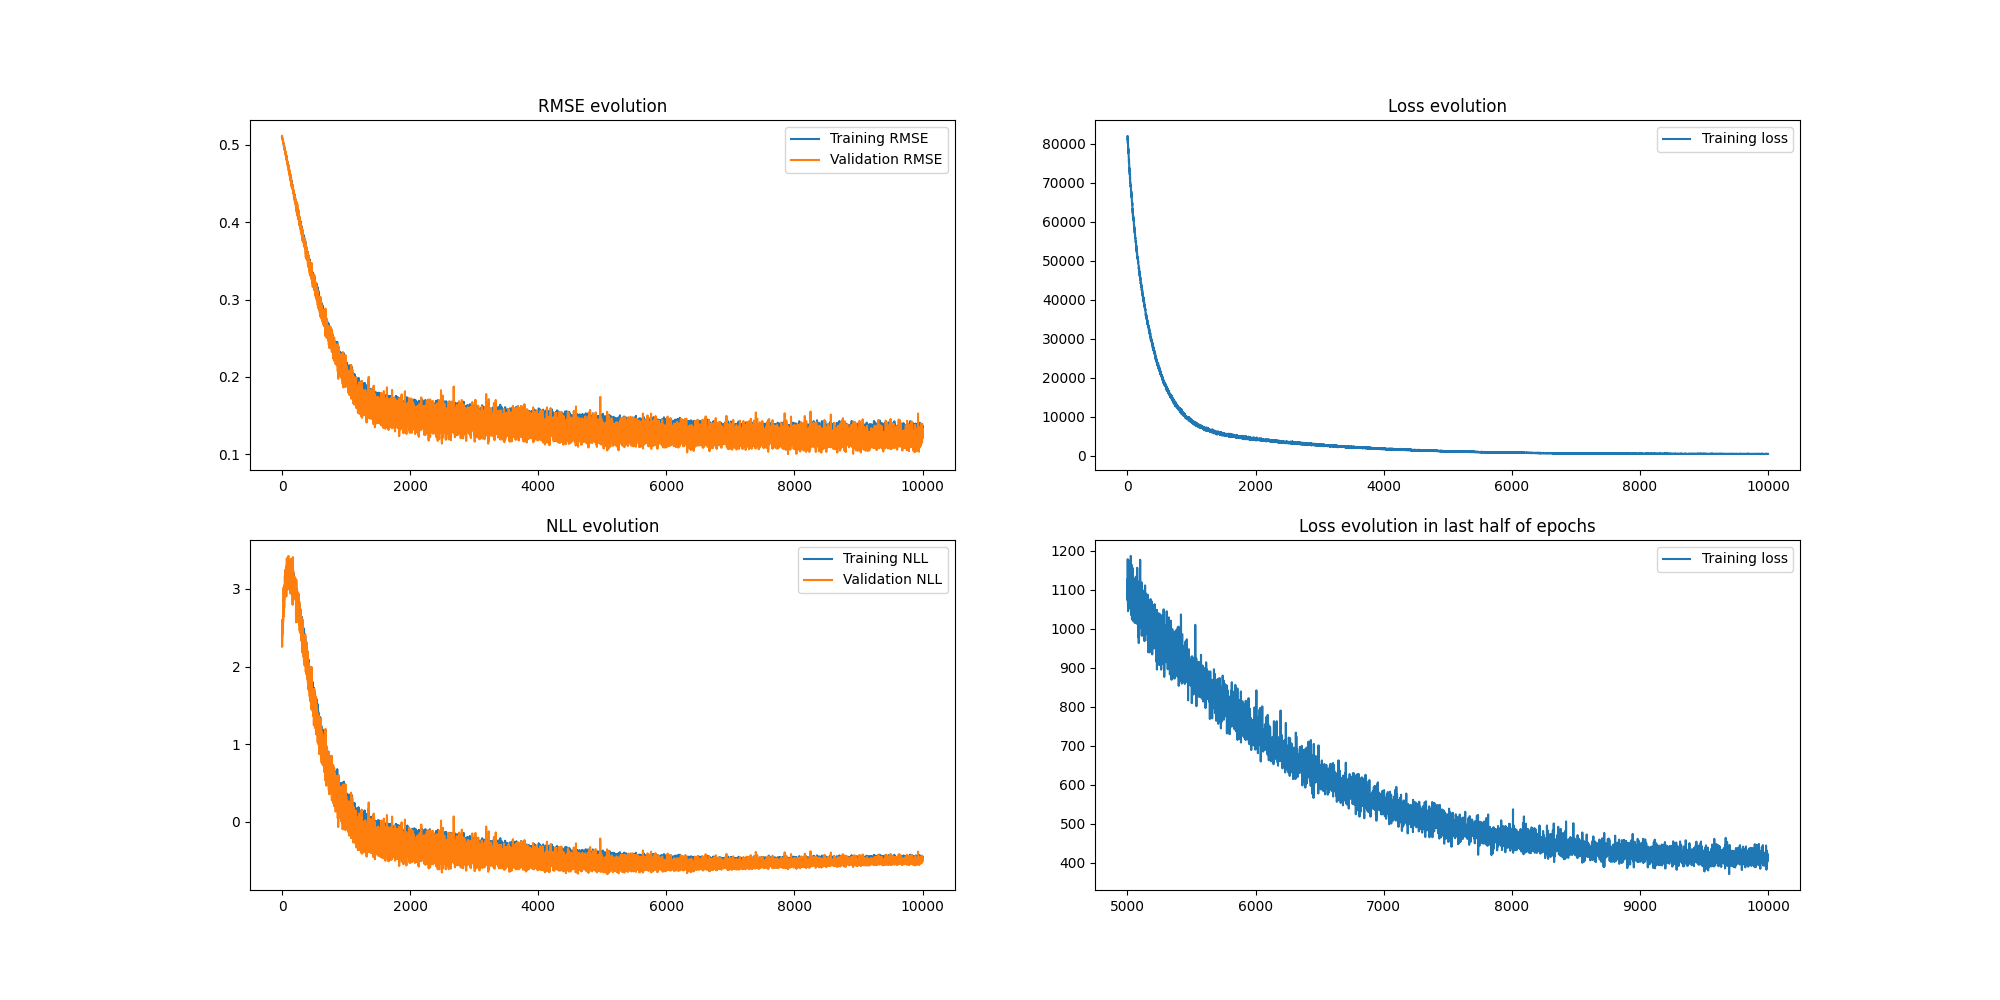 RMSE evolution
0.5
0.4
0.3
0.2
0.1
0 2000 4000 6000 8000 10000
Training RMSE
Validation RMSE
Loss evolution
80000
70000
60000
50000
40000
30000
20000
10000
0
0 2000 4000 6000 8000 10000
Training loss
NLL evolution
3
2
1
0
0 2000 4000 6000 8000 10000
Training NLL
Validation NLL
Loss evolution in last half of epochs
1200
1100
1000
900
800
700
600
500
400
5000 6000 7000 8000 9000 10000
Training loss